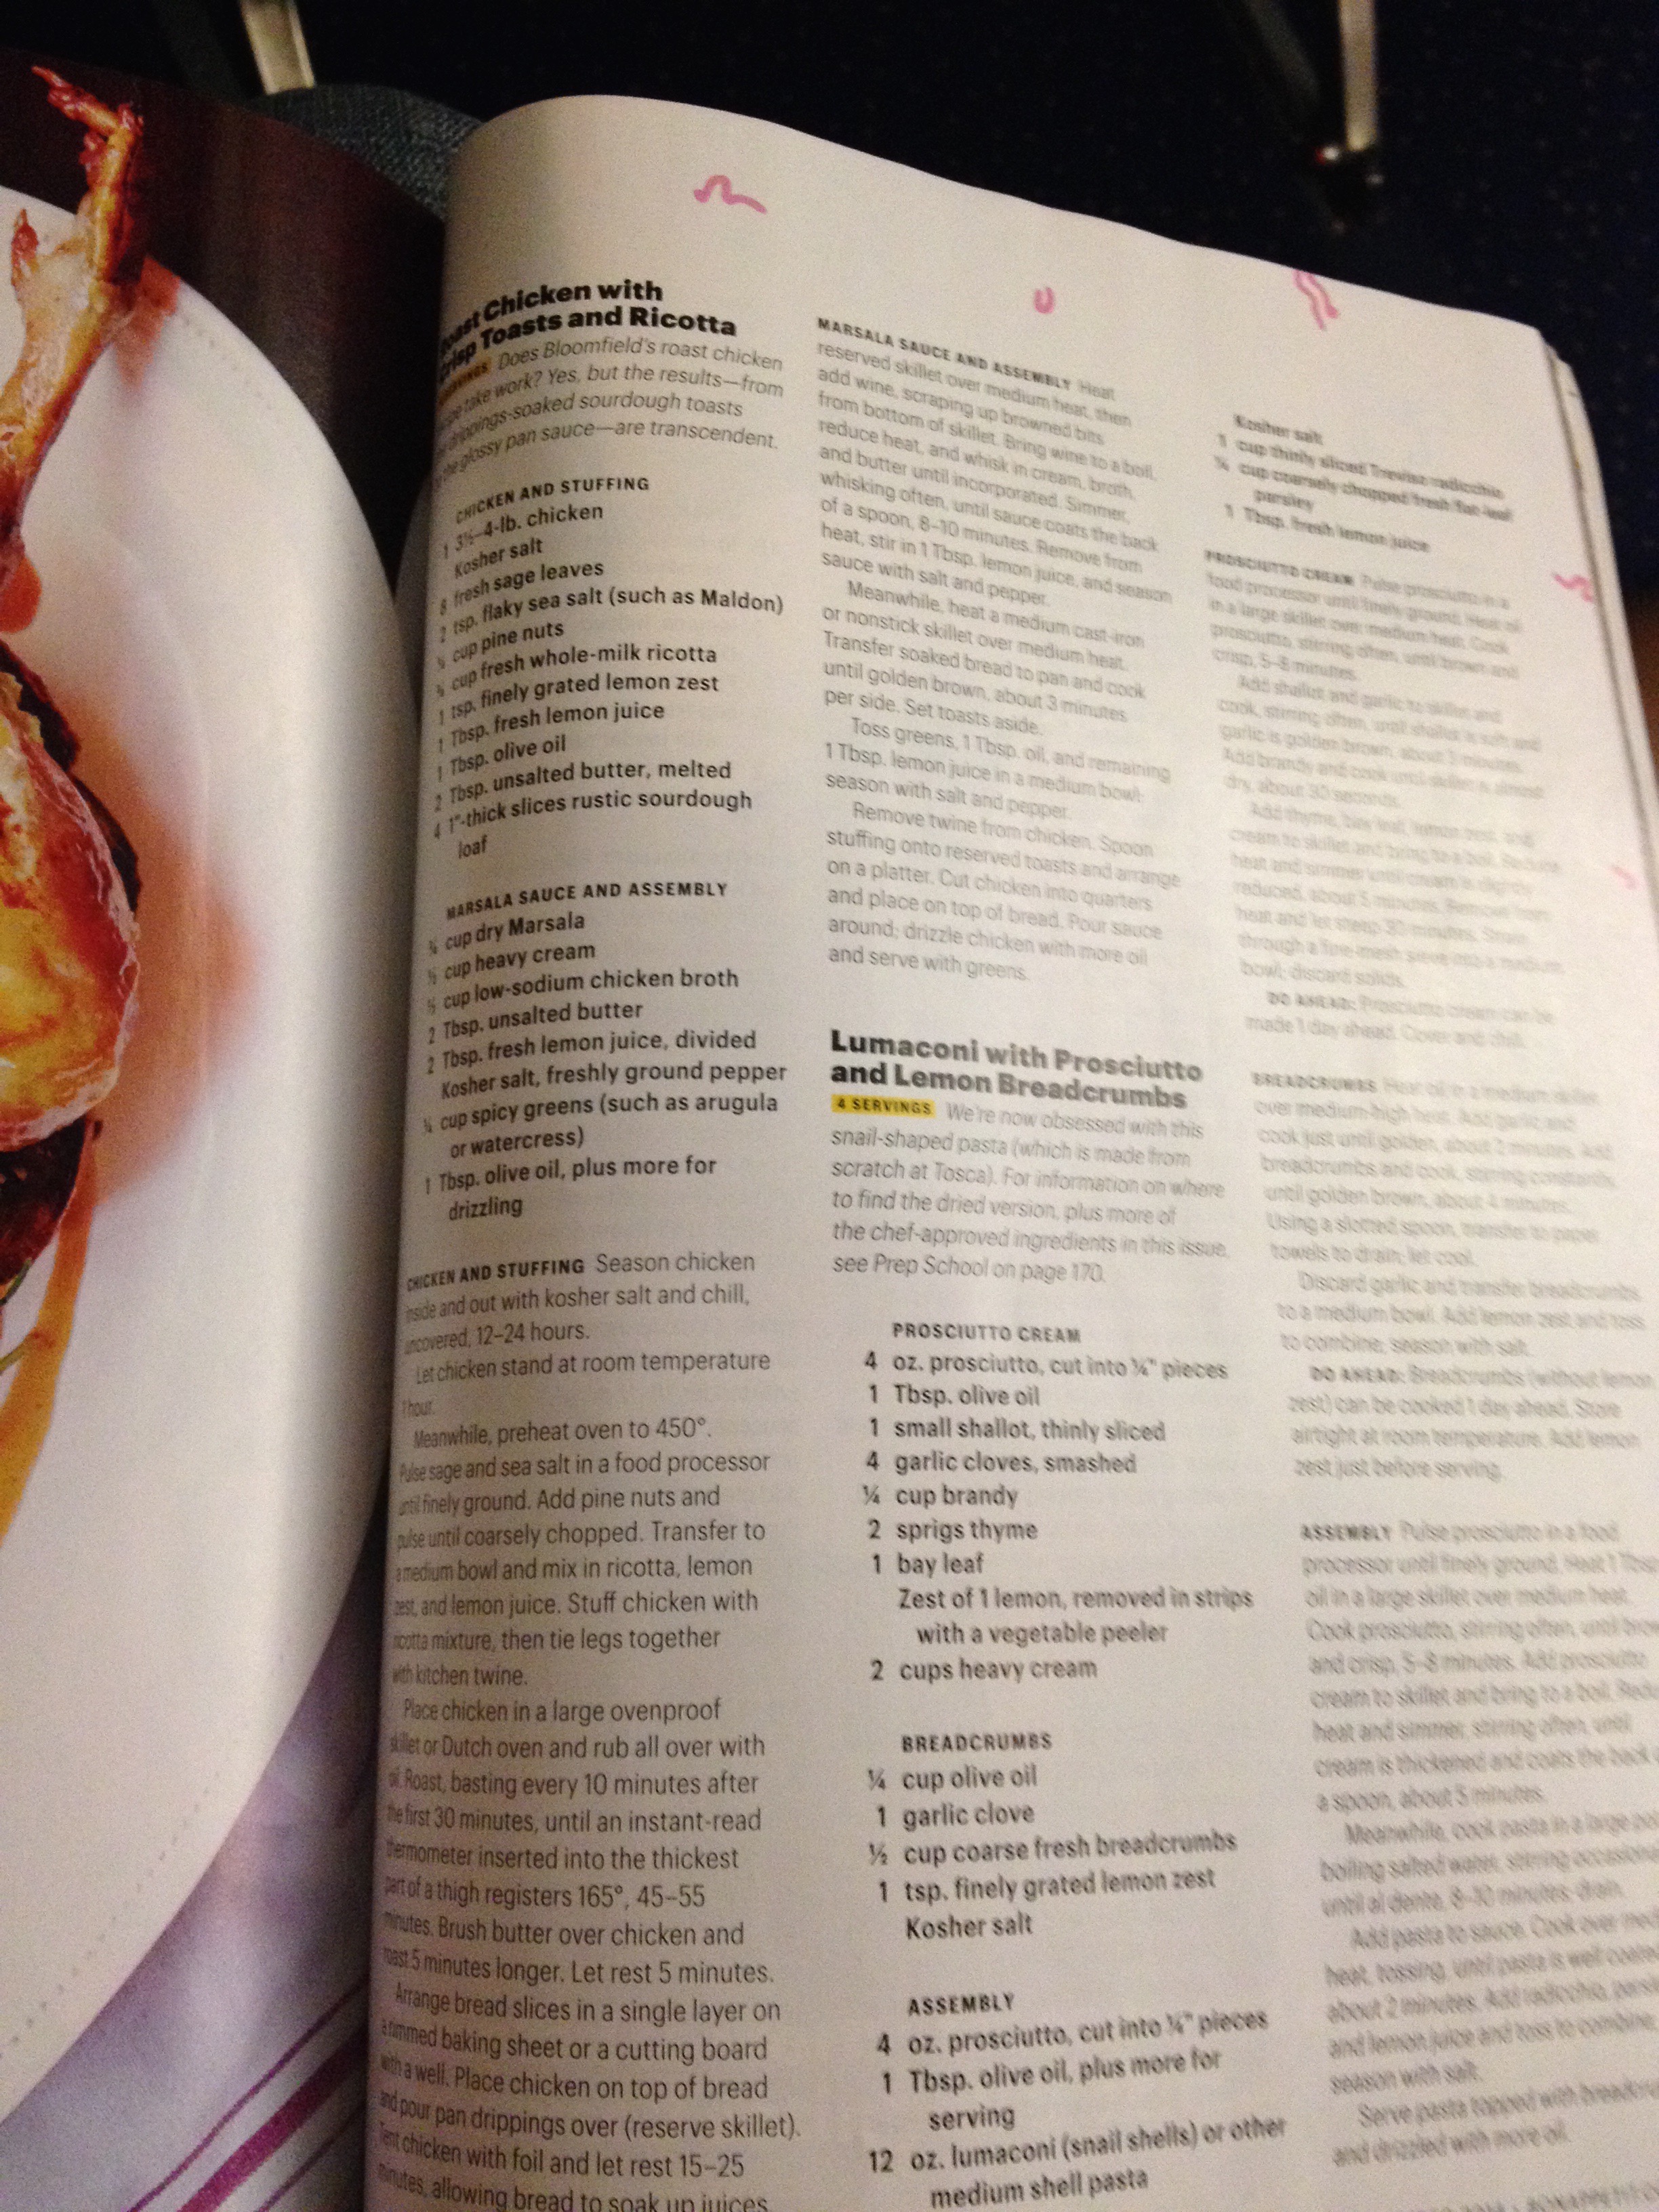 Roast Chicken with
Crisp Toasts and Ricotta
Does Bloomfield's roast chicken
take work? Yes, but the results—from
drippings-soaked sourdough toasts
the glossy pan sauce—are transcendent.
CHICKEN AND STUFFING
1 3½–4-lb. chicken
Kosher salt
8 fresh sage leaves
2 tsp. flaky sea salt (such as Maldon)
cup pine nuts
cup fresh whole-milk ricotta
1 tsp. finely grated lemon zest
1 Tbsp. fresh lemon juice
1 Tbsp. olive oil
2 Tbsp. unsalted butter, melted
4 1"-thick slices rustic sourdough
loaf
MARSALA SAUCE AND ASSEMBLY
cup dry Marsala
cup heavy cream
cup low-sodium chicken broth
2 Tbsp. unsalted butter
2 Tbsp. fresh lemon juice, divided
Kosher salt, freshly ground pepper
cup spicy greens (such as arugula
or watercress)
1 Tbsp. olive oil, plus more for
drizzling
CHICKEN AND STUFFING Season chicken
inside and out with kosher salt and chill,
uncovered, 12–24 hours.
Let chicken stand at room temperature
1 hour.
Meanwhile, preheat oven to 450°.
Pulse sage and sea salt in a food processor
until finely ground. Add pine nuts and
pulse until coarsely chopped. Transfer to
a medium bowl and mix in ricotta, lemon
zest, and lemon juice. Stuff chicken with
ricotta mixture, then tie legs together
with kitchen twine.
Place chicken in a large ovenproof
skillet or Dutch oven and rub all over with
oil. Roast, basting every 10 minutes after
the first 30 minutes, until an instant-read
thermometer inserted into the thickest
part of a thigh registers 165°, 45–55
minutes. Brush butter over chicken and
roast 5 minutes longer. Let rest 5 minutes.
Arrange bread slices in a single layer on
a rimmed baking sheet or a cutting board
with a well. Place chicken on top of bread
and pour pan drippings over (reserve skillet).
Tent chicken with foil and let rest 15–25
minutes, allowing bread to soak up juices.
MARSALA SAUCE AND ASSEMBLY Heat
reserved skillet over medium heat, then
add wine, scraping up browned bits
from bottom of skillet. Bring wine to a boil,
reduce heat, and whisk in cream, broth,
and butter until incorporated. Simmer,
whisking often, until sauce coats the back
of a spoon, 8–10 minutes. Remove from
heat, stir in 1 Tbsp. lemon juice, and season
sauce with salt and pepper.
Meanwhile, heat a medium cast-iron
or nonstick skillet over medium heat.
Transfer soaked bread to pan and cook
until golden brown, about 3 minutes
per side. Set toasts aside.
Toss greens, 1 Tbsp. oil, and remaining
1 Tbsp. lemon juice in a medium bowl;
season with salt and pepper.
Remove twine from chicken. Spoon
stuffing onto reserved toasts and arrange
on a platter. Cut chicken into quarters
and place on top of bread. Pour sauce
around; drizzle chicken with more oil
and serve with greens.
Lumaconi with Prosciutto
and Lemon Breadcrumbs
4 SERVINGS We're now obsessed with this
snail-shaped pasta (which is made from
scratch at Tosca). For information on where
to find the dried version, plus more of
the chef-approved ingredients in this issue,
see Prep School on page 170.
PROSCIUTTO CREAM
4 oz. prosciutto, cut into ¼" pieces
1 Tbsp. olive oil
1 small shallot, thinly sliced
4 garlic cloves, smashed
¼ cup brandy
2 sprigs thyme
1 bay leaf
Zest of 1 lemon, removed in strips
with a vegetable peeler
2 cups heavy cream
BREADCRUMBS
¼ cup olive oil
1 garlic clove
½ cup coarse fresh breadcrumbs
1 tsp. finely grated lemon zest
Kosher salt
ASSEMBLY
4 oz. prosciutto, cut into ¼" pieces
1 Tbsp. olive oil, plus more for
serving
12 oz. lumaconi (snail shells) or other
medium shell pasta
Kosher salt
1 cup thinly sliced Treviso radicchio
cup coarsely chopped fresh flat-leaf
parsley
1 Tbsp. fresh lemon juice
PROSCIUTTO CREAM Pulse prosciutto in a
food processor until finely ground. Heat oil
in a large skillet over medium heat. Cook
prosciutto, stirring often, until brown and
crisp, 5–8 minutes.
Add shallot and garlic to skillet and
cook, stirring often, until shallot is soft and
garlic is golden brown, about 3 minutes.
Add brandy and cook until skillet is almost
dry, about 30 seconds.
Add thyme, bay leaf, lemon zest, and
cream to skillet and bring to a boil. Reduce
heat and simmer until cream is slightly
reduced, about 5 minutes. Remove from
heat and let steep 30 minutes. Strain
through a fine-mesh sieve into a medium
bowl; discard solids.
DO AHEAD: Prosciutto cream can be
made 1 day ahead. Cover and chill.
BREADCRUMBS Heat oil in a medium skillet
over medium-high heat. Add garlic and
cook just until golden, about 2 minutes. Add
breadcrumbs and cook, stirring constantly,
until golden brown, about 4 minutes.
Using a slotted spoon, transfer to paper
towels to drain; let cool.
Discard garlic and transfer breadcrumbs
to a medium bowl. Add lemon zest and toss
to combine; season with salt.
DO AHEAD: Breadcrumbs (without lemon
zest) can be cooked 1 day ahead. Store
airtight at room temperature. Add lemon
zest just before serving.
ASSEMBLY Pulse prosciutto in a food
processor until finely ground. Heat 1 Tbsp.
oil in a large skillet over medium heat.
Cook prosciutto, stirring often, until brown
and crisp, 5–8 minutes. Add prosciutto
cream to skillet and bring to a boil. Reduce
heat and simmer, stirring often, until
cream is thickened and coats the back of
a spoon, about 5 minutes.
Meanwhile, cook pasta in a large pot
boiling salted water, stirring occasionally
until al dente, 8–10 minutes; drain.
Add pasta to sauce. Cook over medium
heat, tossing, until pasta is well coated,
about 2 minutes. Add radicchio, parsley,
and lemon juice and toss to combine;
season with salt.
Serve pasta topped with breadcrumbs
and drizzled with more oil.